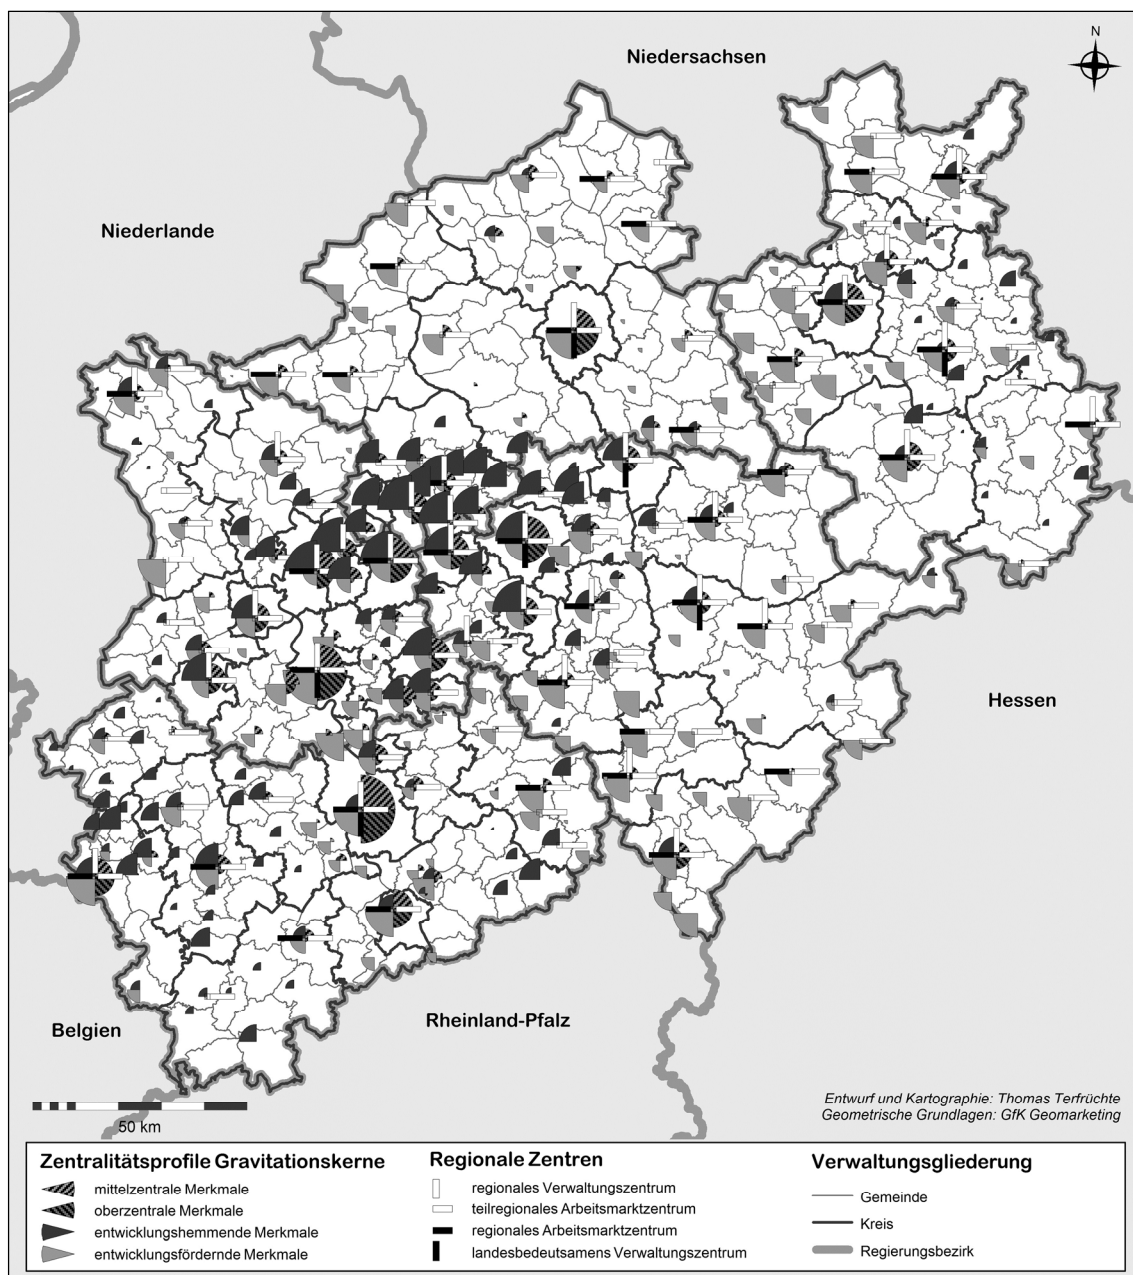 N
Niedersachsen
Niederlande
Hessen
Belgien
Rheinland-Pfalz
Entwurf und Kartographie: Thomas Terfrüchte
Geometrische Grundlagen: GfK Geomarketing
50 km
Zentralitätsprofile Gravitationskerne
mittelzentrale Merkmale
oberzentrale Merkmale
entwicklungshemmende Merkmale
entwicklungsfördernde Merkmale
Regionale Zentren
regionales Verwaltungszentrum
teilregionales Arbeitsmarktzentrum
regionales Arbeitsmarktzentrum
landesbedeutsamens Verwaltungszentrum
Verwaltungsgliederung
Gemeinde
Kreis
Regierungsbezirk